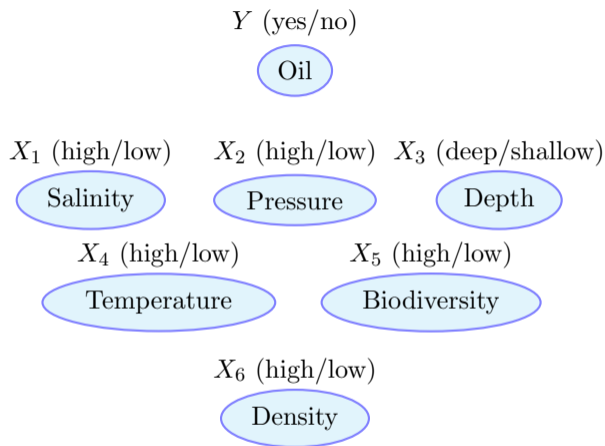 Y (yes/no)
Oil
X₁ (high/low) X₂ (high/low) X₃ (deep/shallow)
Salinity Pressure Depth
X₄ (high/low) X₅ (high/low)
Temperature Biodiversity
X₆ (high/low)
Density